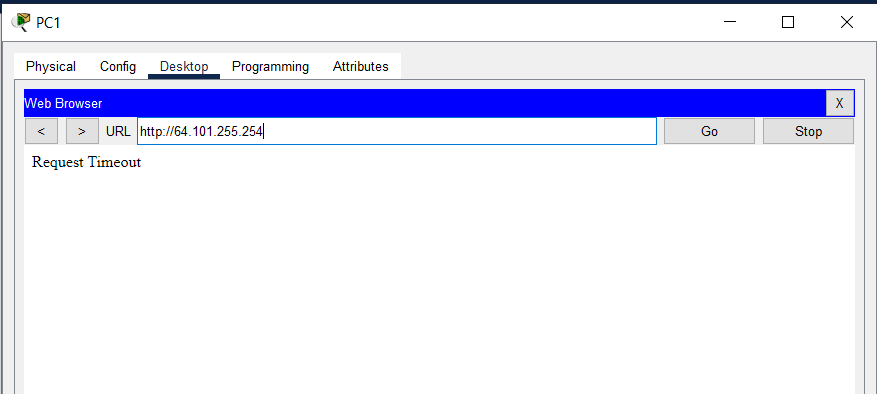 PC1
Physical Config Desktop Programming Attributes
Web Browser X
< > URL http://64.101.255.254 Go Stop
Request Timeout